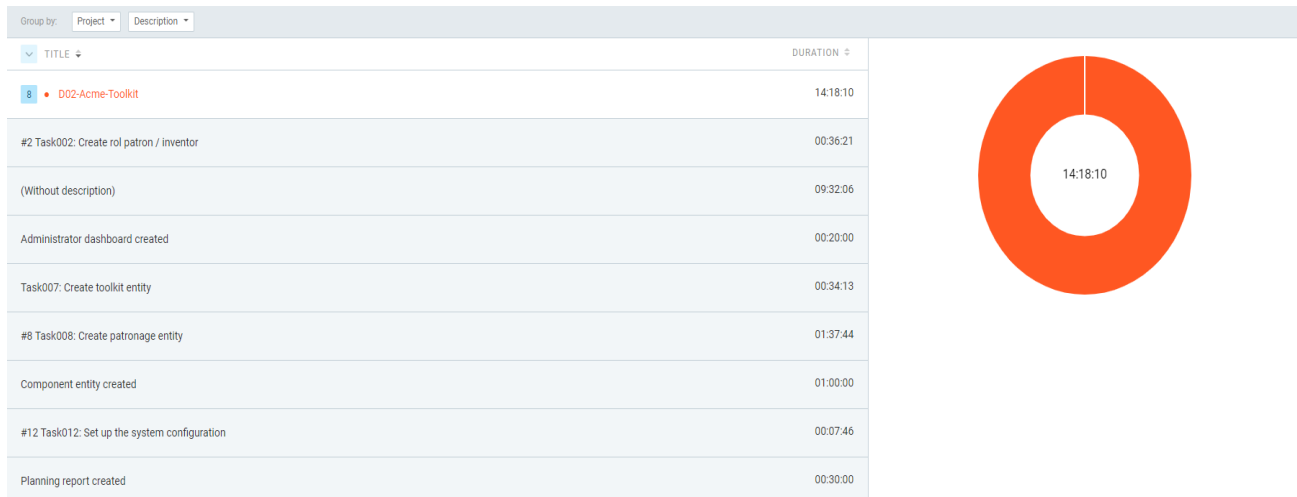 Group by: Project Description
TITLE DURATION
8 D02-Acme-Toolkit 14:18:10
#2 Task002: Create rol patron / inventor 00:36:21
(Without description) 09:32:06
Administrator dashboard created 00:20:00
Task007: Create toolkit entity 00:34:13
#8 Task008: Create patronage entity 01:37:44
Component entity created 01:00:00
#12 Task012: Set up the system configuration 00:07:46
Planning report created 00:30:00
14:18:10